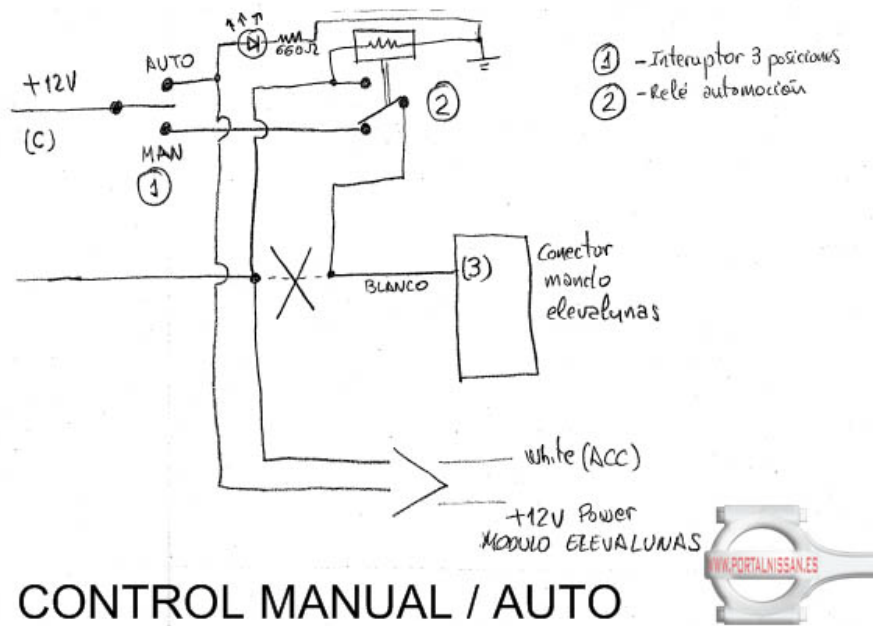 AUTO
660Ω
+12V
(C)
MAN
1
2
1 - Interuptor 3 posiciones
2 - Relé automoción
BLANCO
(3)
Conector
mando
elevalunas
White (ACC)
+12V Power
MODULO ELEVALUNAS
WWW.PORTALNISSAN.ES
CONTROL MANUAL / AUTO